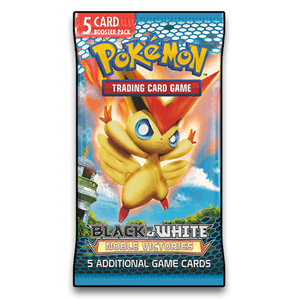 5 CARD
BOOSTER PACK
POKÉMON
TRADING CARD GAME
BLACK & WHITE
NOBLE VICTORIES
5 ADDITIONAL GAME CARDS